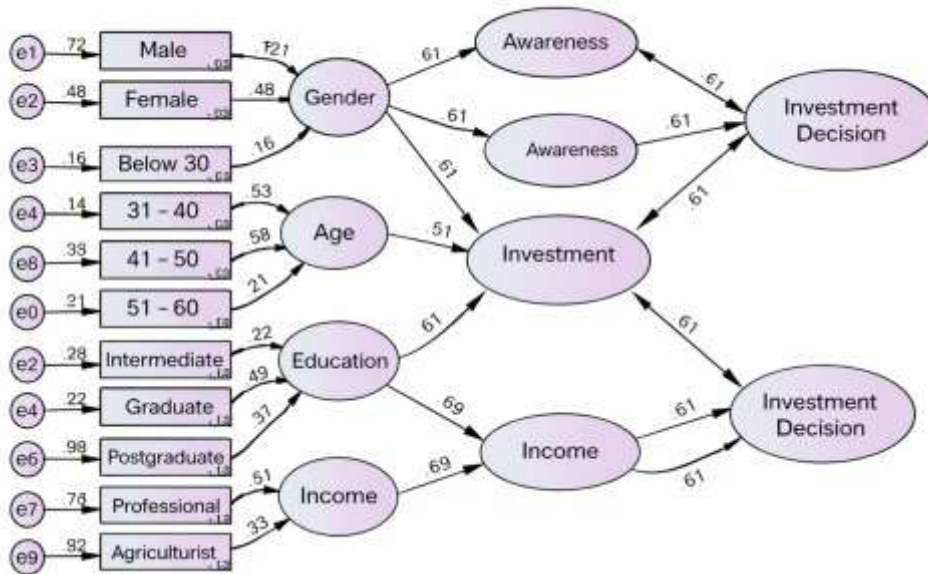 e1 .72 Male .21
e2 .48 Female .48
Gender
e3 .16 Below 30 .16
e4 .14 31 – 40 .53
e8 .33 41 – 50 .58
e0 .21 51 – 60 .21
Age
e2 .28 Intermediate .22
e4 .22 Graduate .49
e6 .98 Postgraduate .37
Education
e7 .76 Professional .51
e9 .92 Agriculturist .33
Income
.61 Awareness .61
.61 Awareness .61
.61
.51
.61
Investment
.61
.61
.69
.69
Income
.61
.61
Investment
Decision
Investment
Decision